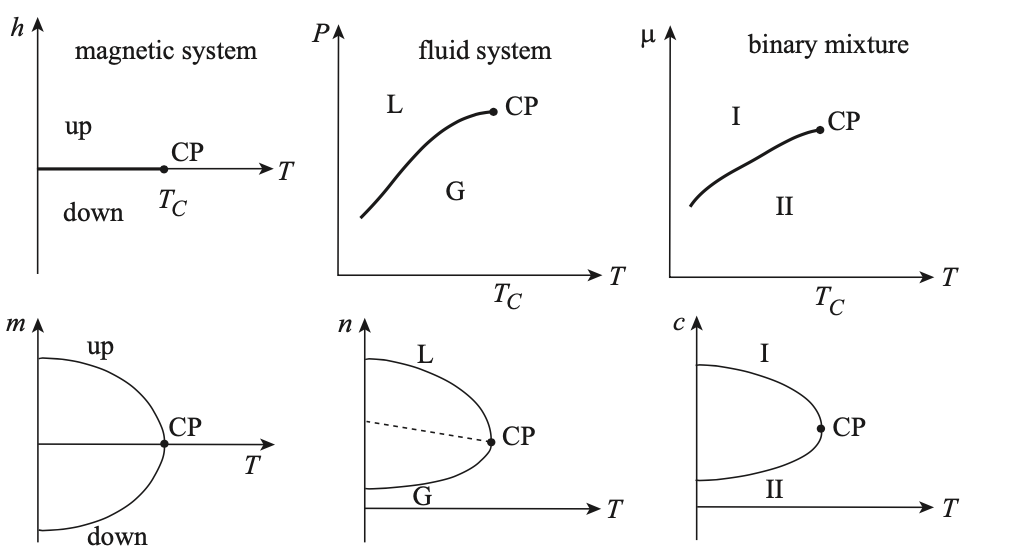 h
magnetic system
up
CP
T
down
T_C
P
fluid system
L
CP
G
T
T_C
μ
binary mixture
I
CP
II
T
T_C
m
up
CP
T
down
n
L
CP
G
T
c
I
CP
II
T